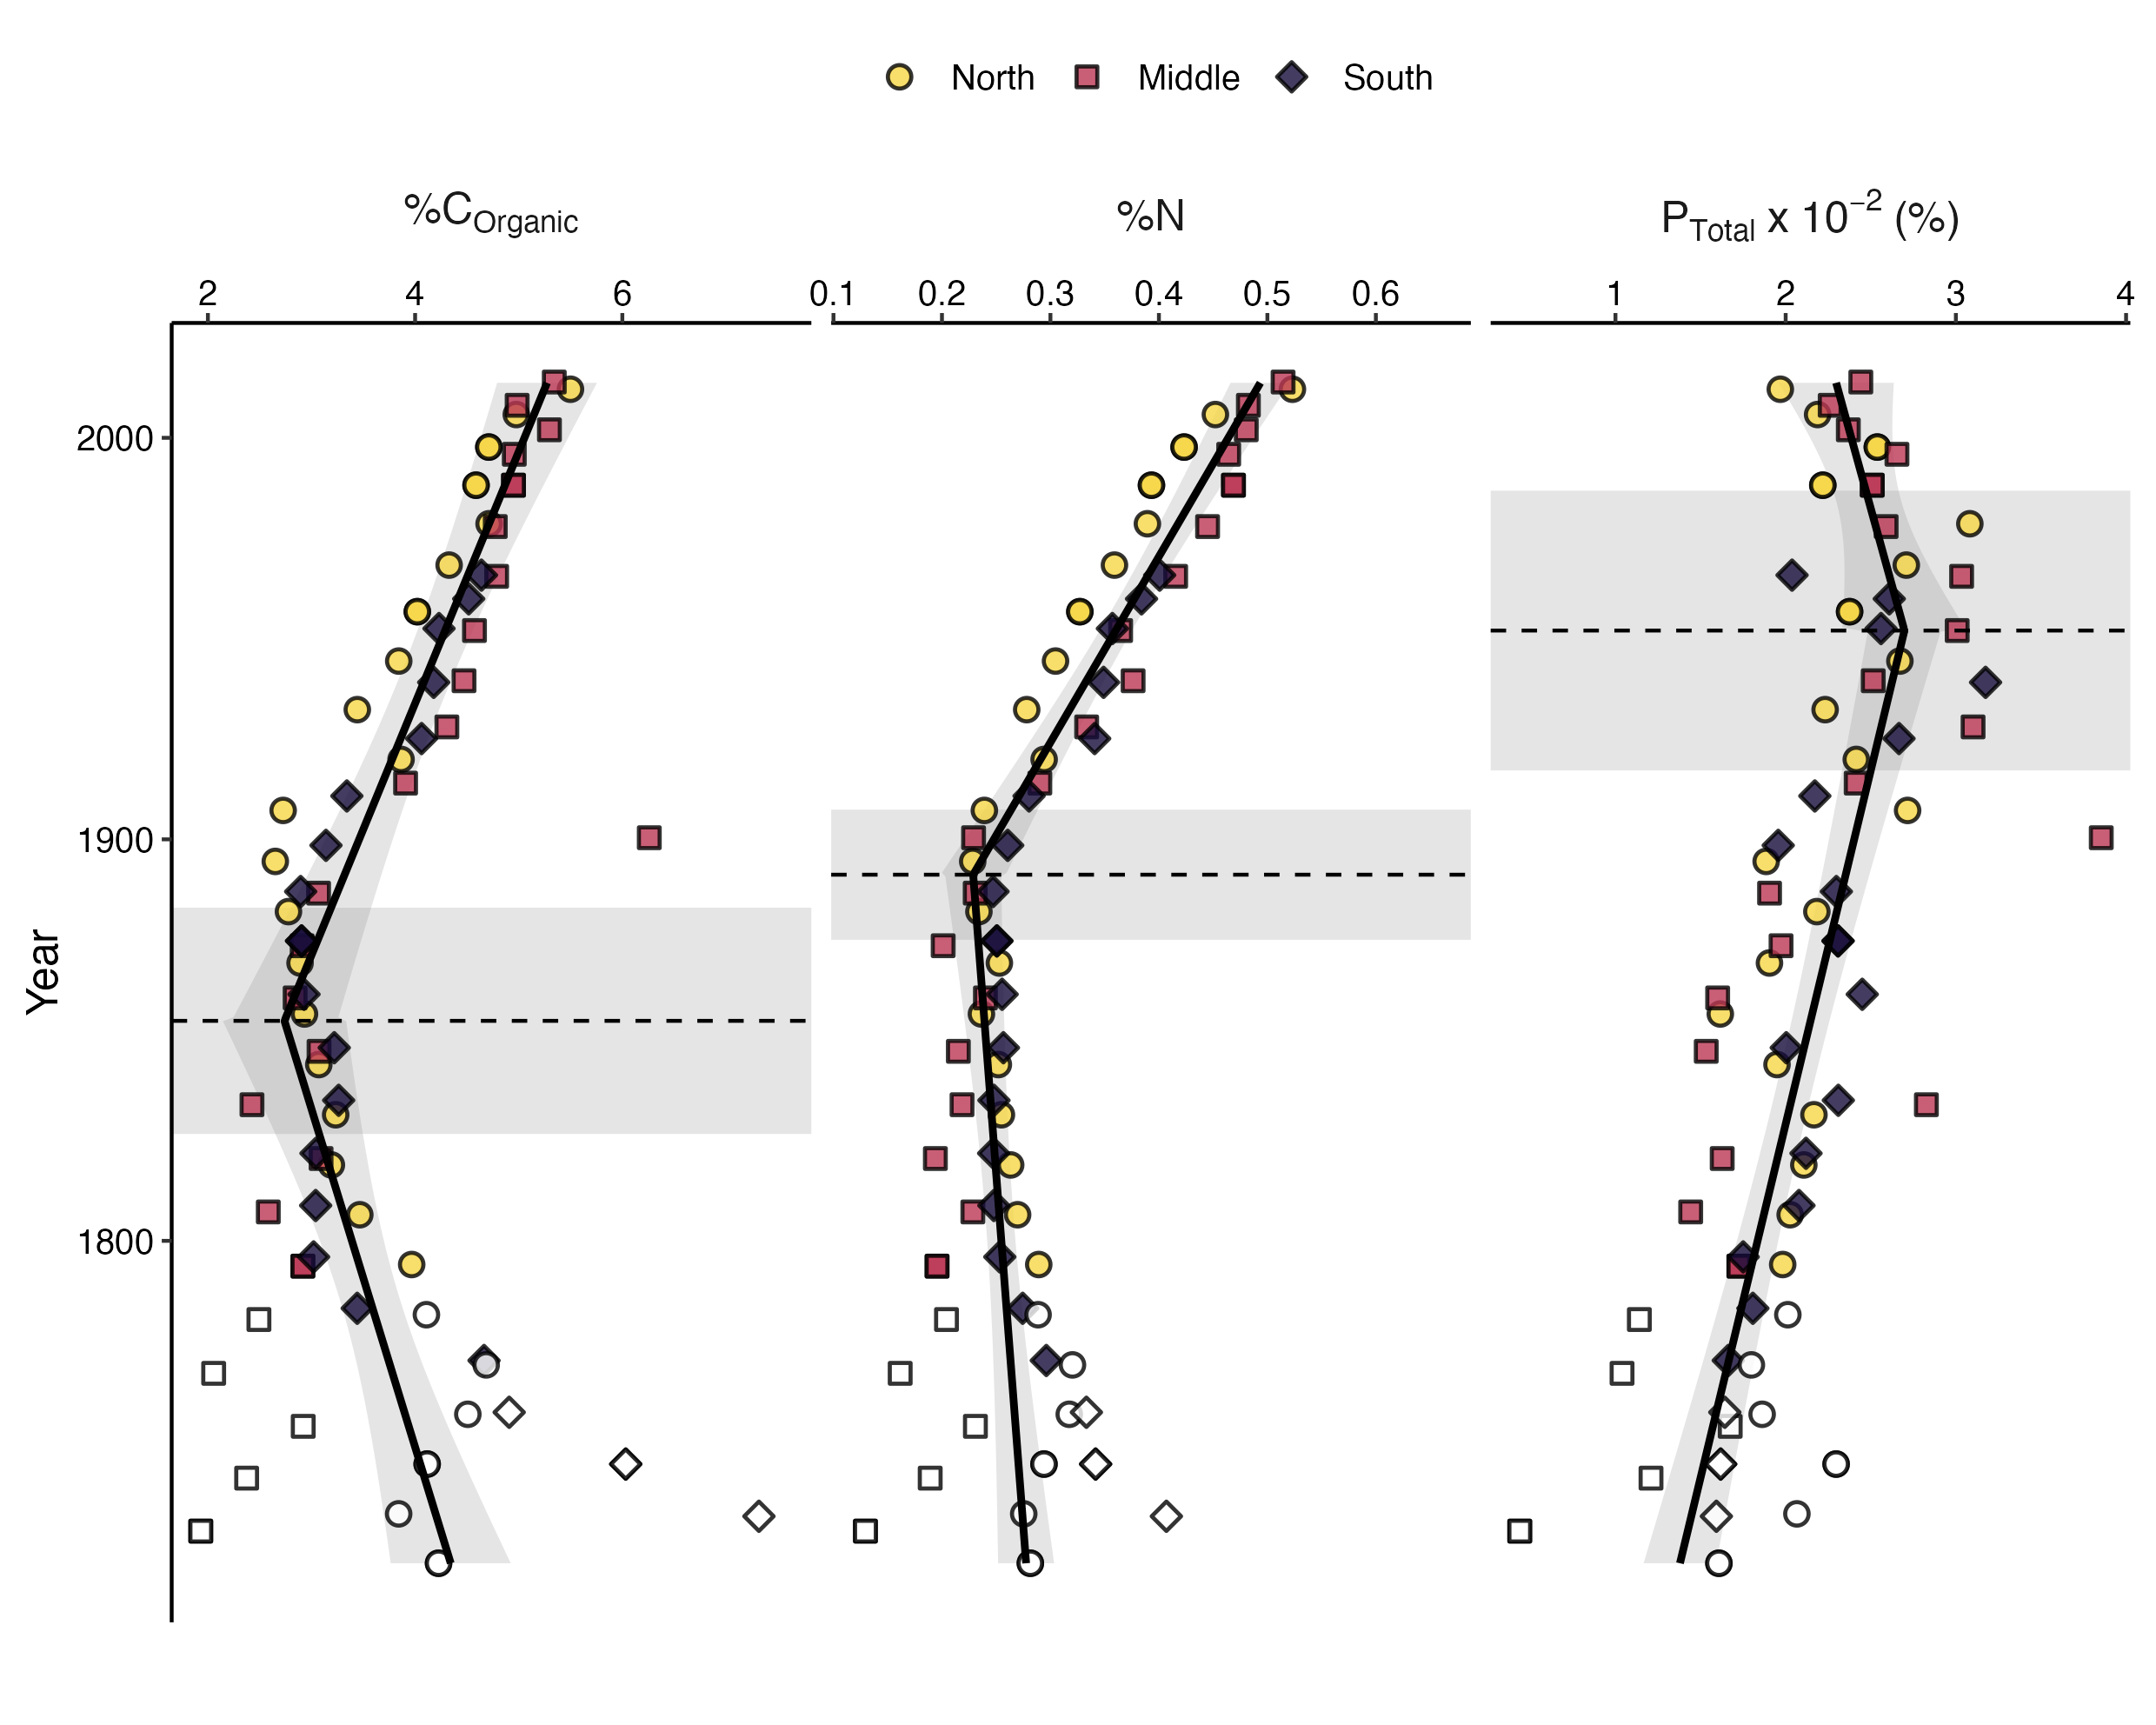 North Middle South
%COrganic %N PTotal x 10−2 (%)
2 4 6 0.1 0.2 0.3 0.4 0.5 0.6 1 2 3 4
2000
1900
1800
Year